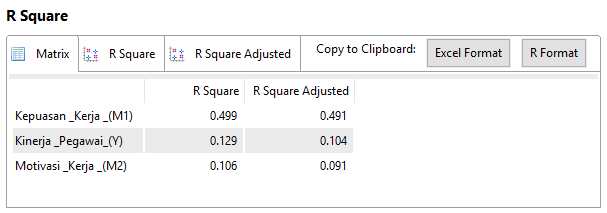 R Square
Matrix R Square R Square Adjusted Copy to Clipboard: Excel Format R Format
R Square R Square Adjusted
Kepuasan _Kerja _(M1) 0.499 0.491
Kinerja _Pegawai_(Y) 0.129 0.104
Motivasi _Kerja _(M2) 0.106 0.091